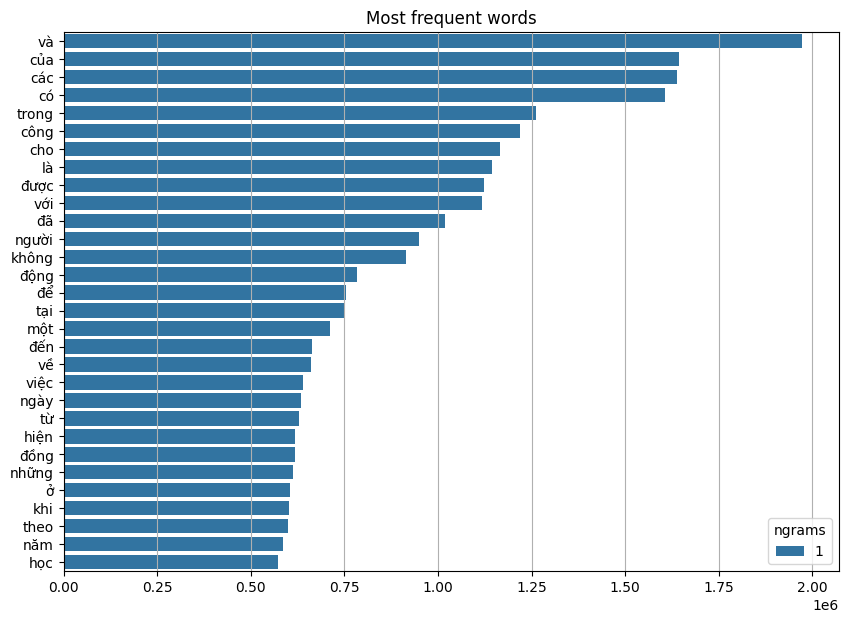 Most frequent words
và
của
các
có
trong
công
cho
là
được
với
đã
người
không
động
để
tại
một
đến
về
việc
ngày
từ
hiện
đồng
những
ở
khi
theo
năm
học
ngrams
1
0.00 0.25 0.50 0.75 1.00 1.25 1.50 1.75 2.00
1e6